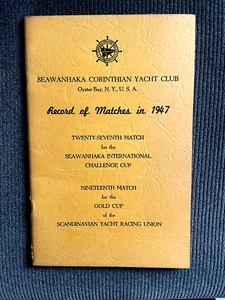 SEAWANHAKA CORINTHIAN YACHT CLUB
Oyster Bay, N. Y., U. S. A.
Record of Matches in 1947
TWENTY-SEVENTH MATCH
for the
SEAWANHAKA INTERNATIONAL
CHALLENGE CUP
NINETEENTH MATCH
for the
GOLD CUP
of the
SCANDINAVIAN YACHT RACING UNION